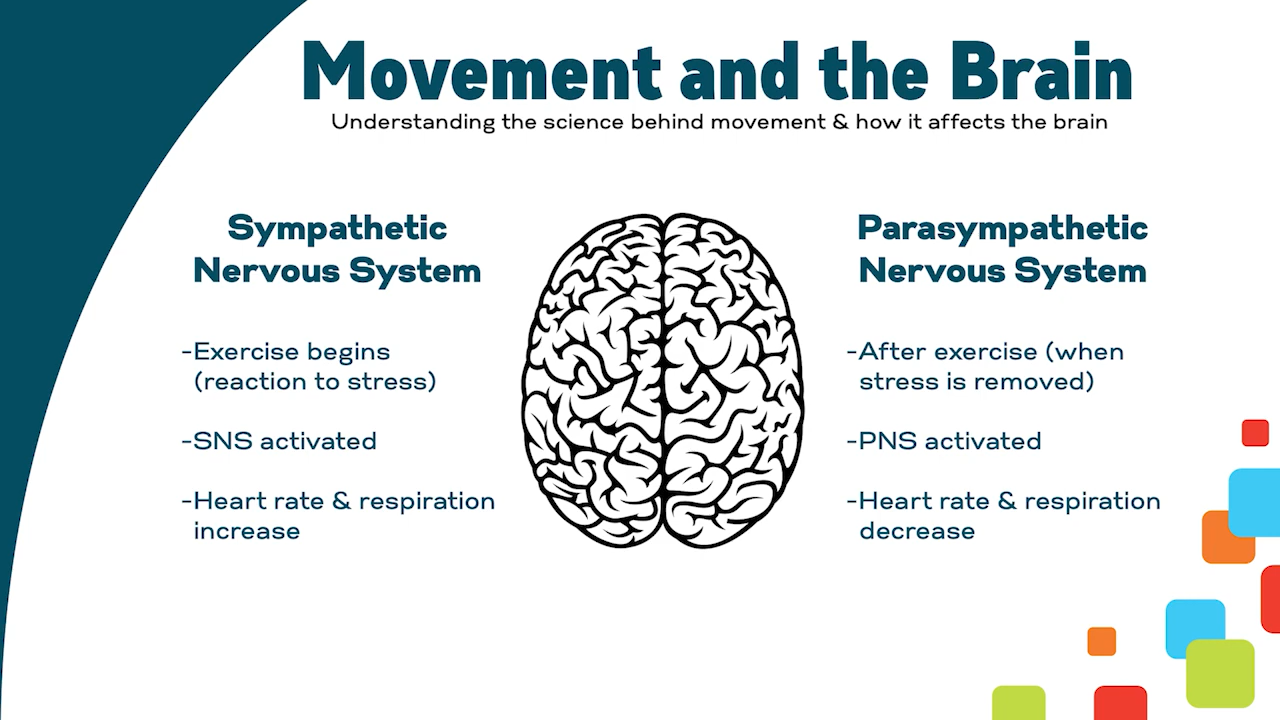 Movement and the Brain
Understanding the science behind movement & how it affects the brain
Sympathetic
Nervous System
-Exercise begins
(reaction to stress)
-SNS activated
-Heart rate & respiration
increase
Parasympathetic
Nervous System
-After exercise (when
stress is removed)
-PNS activated
-Heart rate & respiration
decrease